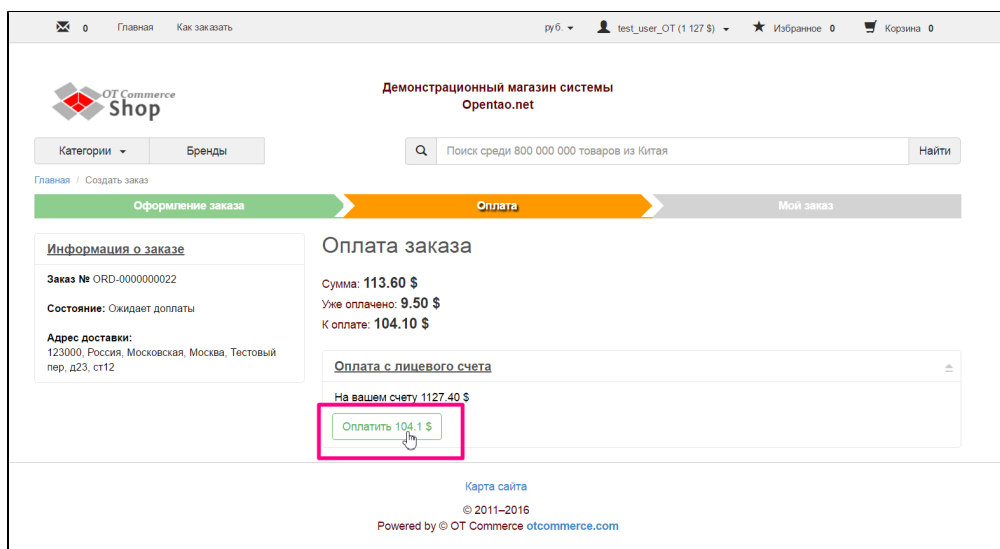 0 Главная Как заказать руб. test_user_OT (1 127 $) Избранное 0 Корзина 0
OT Commerce
Shop
Демонстрационный магазин системы
Opentao.net
Категории Бренды Поиск среди 800 000 000 товаров из Китая Найти
Главная / Создать заказ
Оформление заказа Оплата Мой заказ
Информация о заказе
Заказ № ORD-0000000022
Состояние: Ожидает доплаты
Адрес доставки:
123000, Россия, Московская, Москва, Тестовый
пер, д23, ст12
Оплата заказа
Сумма: 113.60 $
Уже оплачено: 9.50 $
К оплате: 104.10 $
Оплата с лицевого счета
На вашем счету 1127.40 $
Оплатить 104.1 $
Карта сайта
© 2011–2016
Powered by © OT Commerce otcommerce.com